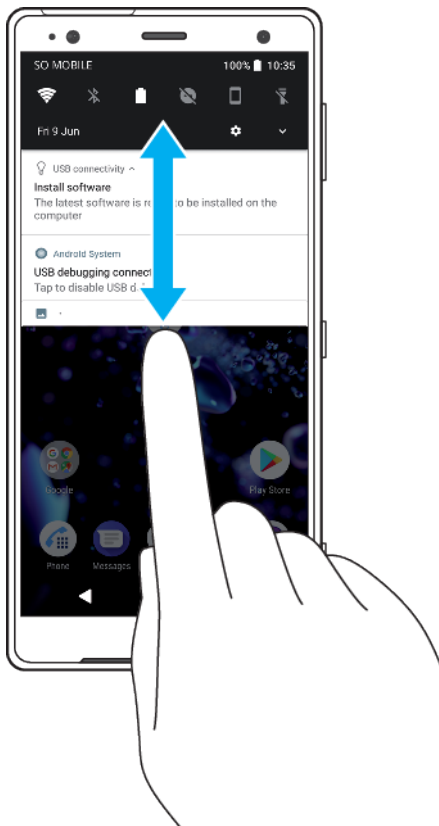 SO MOBILE 100% 10:35
Fri 9 Jun
USB connectivity
Install software
The latest software is to be installed on the
computer
Android System
USB debugging
Tap to disable USB
Google Play Store
Phone Messages